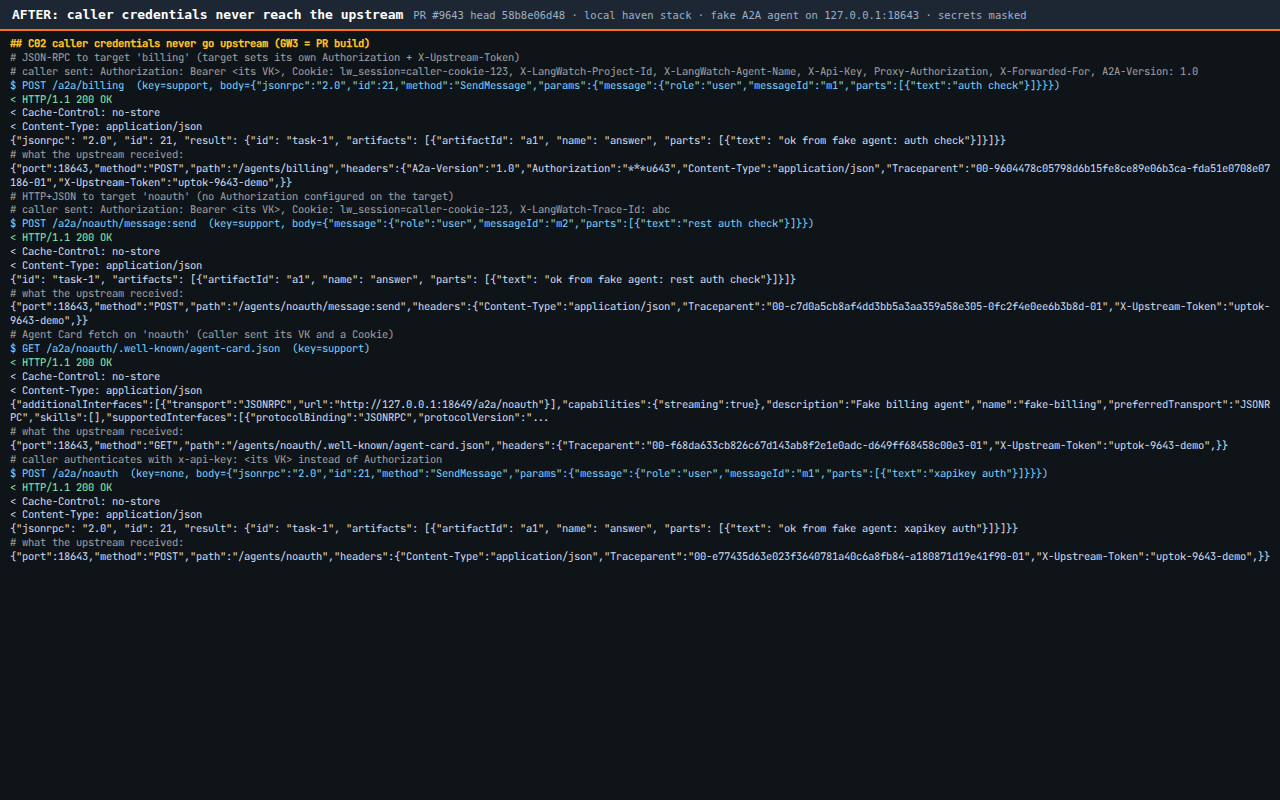 AFTER: caller credentials never reach the upstream PR #9643 head 58b8e06d48 · local haven stack · fake A2A agent on 127.0.0.1:18643 · secrets masked
## C02 caller credentials never go upstream (GW3 = PR build)
# JSON-RPC to target 'billing' (target sets its own Authorization + X-Upstream-Token)
# caller sent: Authorization: Bearer <its VK>, Cookie: lw_session=caller-cookie-123, X-LangWatch-Project-Id, X-LangWatch-Agent-Name, X-Api-Key, Proxy-Authorization, X-Forwarded-For, A2A-Version: 1.0
$ POST /a2a/billing  (key=support, body={"jsonrpc":"2.0","id":21,"method":"SendMessage","params":{"message":{"role":"user","messageId":"m1","parts":[{"text":"auth check"}]}}})
< HTTP/1.1 200 OK
< Cache-Control: no-store
< Content-Type: application/json
{"jsonrpc": "2.0", "id": 21, "result": {"id": "task-1", "artifacts": [{"artifactId": "a1", "name": "answer", "parts": [{"text": "ok from fake agent: auth check"}]}]}}
# what the upstream received:
{"port":18643,"method":"POST","path":"/agents/billing","headers":{"A2a-Version":"1.0","Authorization":"***u643","Content-Type":"application/json","Traceparent":"00-9604478c05798d6b15fe8ce89e06b3ca-fda51e0708e07
186-01","X-Upstream-Token":"uptok-9643-demo",}}
# HTTP+JSON to target 'noauth' (no Authorization configured on the target)
# caller sent: Authorization: Bearer <its VK>, Cookie: lw_session=caller-cookie-123, X-LangWatch-Trace-Id: abc
$ POST /a2a/noauth/message:send  (key=support, body={"message":{"role":"user","messageId":"m2","parts":[{"text":"rest auth check"}]}})
< HTTP/1.1 200 OK
< Cache-Control: no-store
< Content-Type: application/json
{"id": "task-1", "artifacts": [{"artifactId": "a1", "name": "answer", "parts": [{"text": "ok from fake agent: rest auth check"}]}]}
# what the upstream received:
{"port":18643,"method":"POST","path":"/agents/noauth/message:send","headers":{"Content-Type":"application/json","Traceparent":"00-c7d0a5cb8af4dd3bb5a3aa359a58e305-0fc2f4e0ee6b3b8d-01","X-Upstream-Token":"uptok-
9643-demo",}}
# Agent Card fetch on 'noauth' (caller sent its VK and a Cookie)
$ GET /a2a/noauth/.well-known/agent-card.json  (key=support)
< HTTP/1.1 200 OK
< Cache-Control: no-store
< Content-Type: application/json
{"additionalInterfaces":[{"transport":"JSONRPC","url":"http://127.0.0.1:18649/a2a/noauth"}],"capabilities":{"streaming":true},"description":"Fake billing agent","name":"fake-billing","preferredTransport":"JSONR
PC","skills":[],"supportedInterfaces":[{"protocolBinding":"JSONRPC","protocolVersion":"...
# what the upstream received:
{"port":18643,"method":"GET","path":"/agents/noauth/.well-known/agent-card.json","headers":{"Traceparent":"00-f68da633cb826c67d143ab8f2e1e0adc-d649ff68458c00e3-01","X-Upstream-Token":"uptok-9643-demo",}}
# caller authenticates with x-api-key: <its VK> instead of Authorization
$ POST /a2a/noauth  (key=none, body={"jsonrpc":"2.0","id":21,"method":"SendMessage","params":{"message":{"role":"user","messageId":"m1","parts":[{"text":"xapikey auth"}]}}})
< HTTP/1.1 200 OK
< Cache-Control: no-store
< Content-Type: application/json
{"jsonrpc": "2.0", "id": 21, "result": {"id": "task-1", "artifacts": [{"artifactId": "a1", "name": "answer", "parts": [{"text": "ok from fake agent: xapikey auth"}]}]}}
# what the upstream received:
{"port":18643,"method":"POST","path":"/agents/noauth","headers":{"Content-Type":"application/json","Traceparent":"00-e77435d63e023f3640781a40c6a8fb84-a180871d19e41f90-01","X-Upstream-Token":"uptok-9643-demo",}}